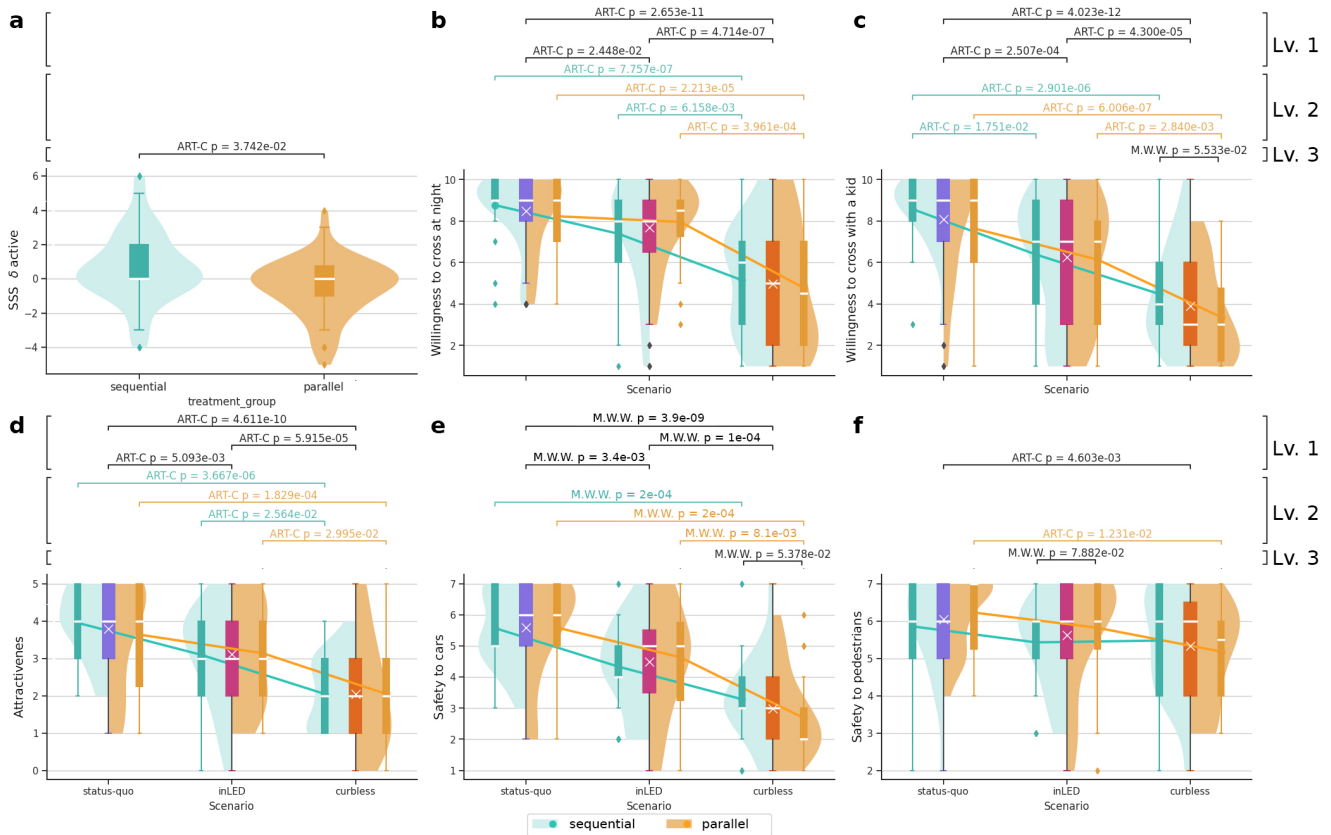 a
ART-C p = 3.742e-02
6
4
2
0
−2
−4
SSS δ active
sequential
parallel
treatment_group
b
ART-C p = 2.653e-11
ART-C p = 4.714e-07
ART-C p = 2.448e-02
ART-C p = 7.757e-07
ART-C p = 2.213e-05
ART-C p = 6.158e-03
ART-C p = 3.961e-04
10
8
6
4
2
Willingness to cross at night
Scenario
c
ART-C p = 4.023e-12
ART-C p = 4.300e-05
ART-C p = 2.507e-04
ART-C p = 2.901e-06
ART-C p = 6.006e-07
ART-C p = 1.751e-02
ART-C p = 2.840e-03
M.W.W. p = 5.533e-02
10
8
6
4
2
Willingness to cross with a kid
Scenario
Lv. 1
Lv. 2
Lv. 3
d
ART-C p = 4.611e-10
ART-C p = 5.915e-05
ART-C p = 5.093e-03
ART-C p = 3.667e-06
ART-C p = 1.829e-04
ART-C p = 2.564e-02
ART-C p = 2.995e-02
5
4
3
2
1
0
Attractivenes
status-quo
inLED
curbless
Scenario
e
M.W.W. p = 3.9e-09
M.W.W. p = 1e-04
M.W.W. p = 3.4e-03
M.W.W. p = 2e-04
M.W.W. p = 2e-04
M.W.W. p = 8.1e-03
M.W.W. p = 5.378e-02
7
6
5
4
3
2
1
Safety to cars
status-quo
inLED
curbless
Scenario
f
ART-C p = 4.603e-03
ART-C p = 1.231e-02
M.W.W. p = 7.882e-02
7
6
5
4
3
2
Safety to pedestrians
status-quo
inLED
curbless
Scenario
Lv. 1
Lv. 2
Lv. 3
sequential
parallel